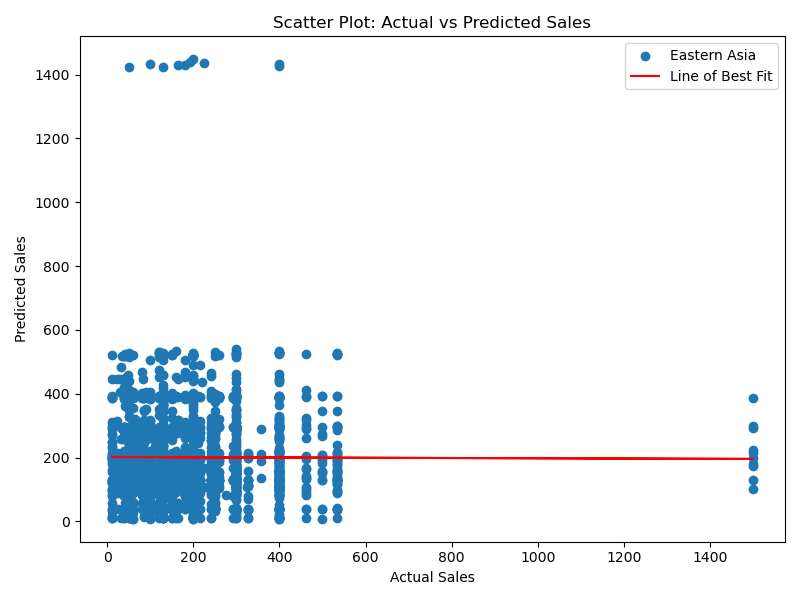 Scatter Plot: Actual vs Predicted Sales
Eastern Asia
Line of Best Fit
Predicted Sales
1400
1200
1000
800
600
400
200
0
0 200 400 600 800 1000 1200 1400
Actual Sales